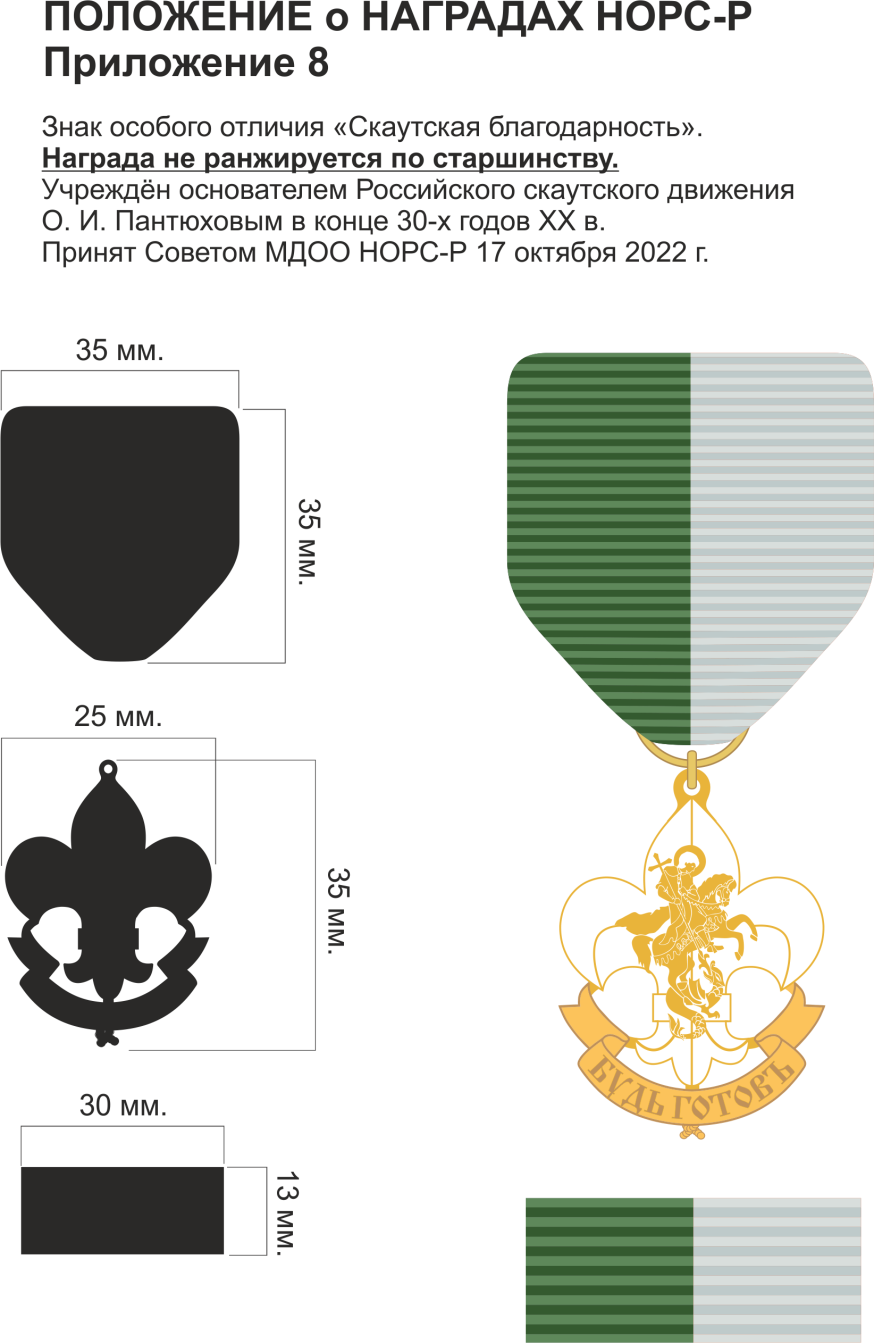 ПОЛОЖЕНИЕ о НАГРАДАХ НОРС-Р
Приложение 8
Знак особого отличия «Скаутская благодарность».
Награда не ранжируется по старшинству.
Учреждён основателем Российского скаутского движения
О. И. Пантюховым в конце 30-х годов XX в.
Принят Советом МДОО НОРС-Р 17 октября 2022 г.
35 мм.
35 мм.
25 мм.
35 мм.
БУДЬ ГОТОВЪ
30 мм.
13 мм.